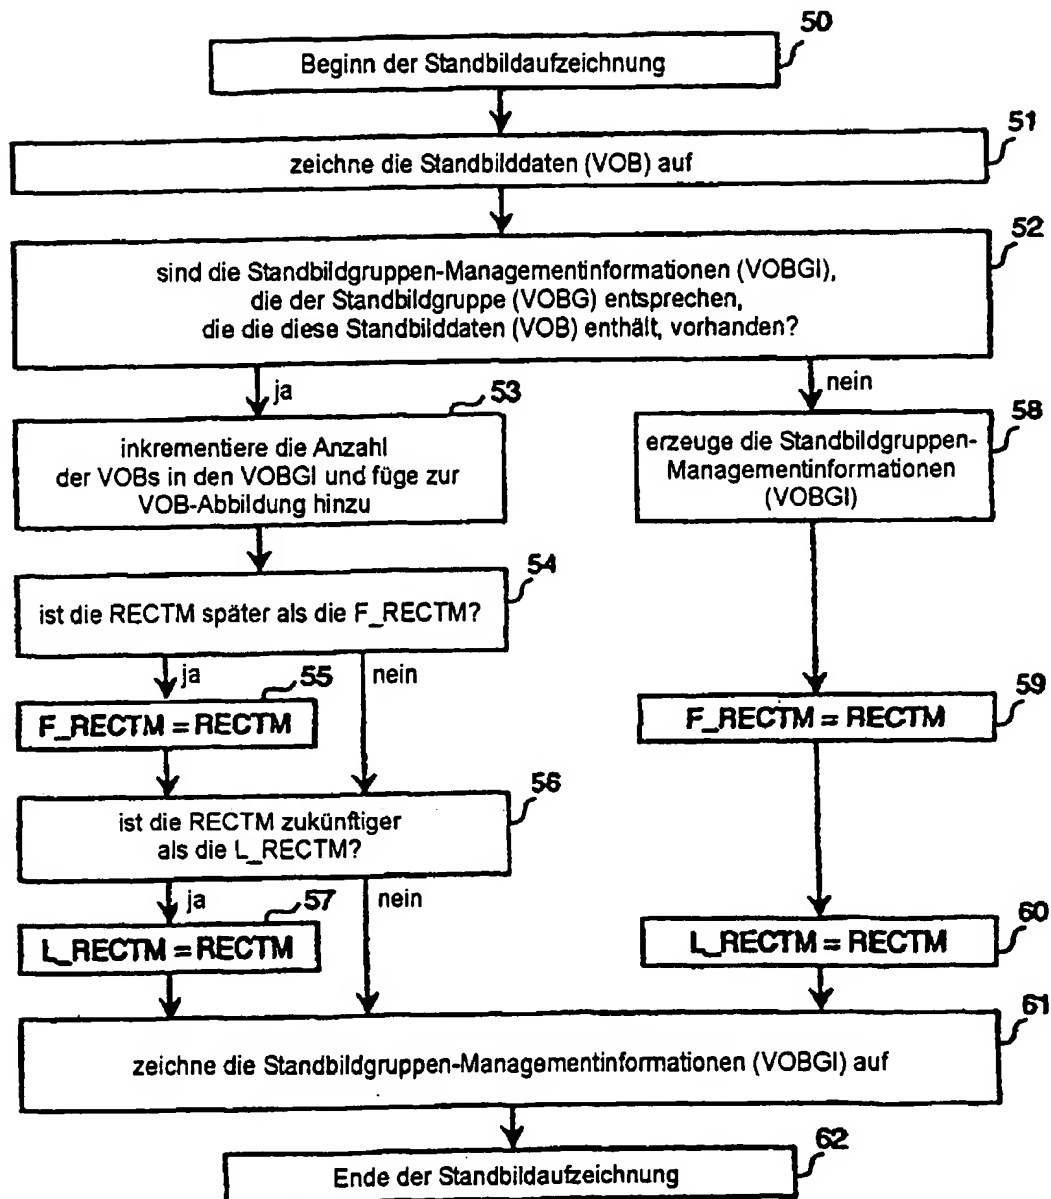 50
Beginn der Standbildaufzeichnung
51
zeichne die Standbilddaten (VOB) auf
52
sind die Standbildgruppen-Managementinformationen (VOBGI),
die der Standbildgruppe (VOBG) entsprechen,
die die diese Standbilddaten (VOB) enthält, vorhanden?
ja
nein
53
inkrementiere die Anzahl
der VOBs in den VOBGI und füge zur
VOB-Abbildung hinzu
58
erzeuge die Standbildgruppen-
Managementinformationen
(VOBGI)
54
ist die RECTM später als die F_RECTM?
ja
nein
55
F_RECTM = RECTM
59
F_RECTM = RECTM
56
ist die RECTM zukünftiger
als die L_RECTM?
ja
nein
57
L_RECTM = RECTM
60
L_RECTM = RECTM
61
zeichne die Standbildgruppen-Managementinformationen (VOBGI) auf
62
Ende der Standbildaufzeichnung